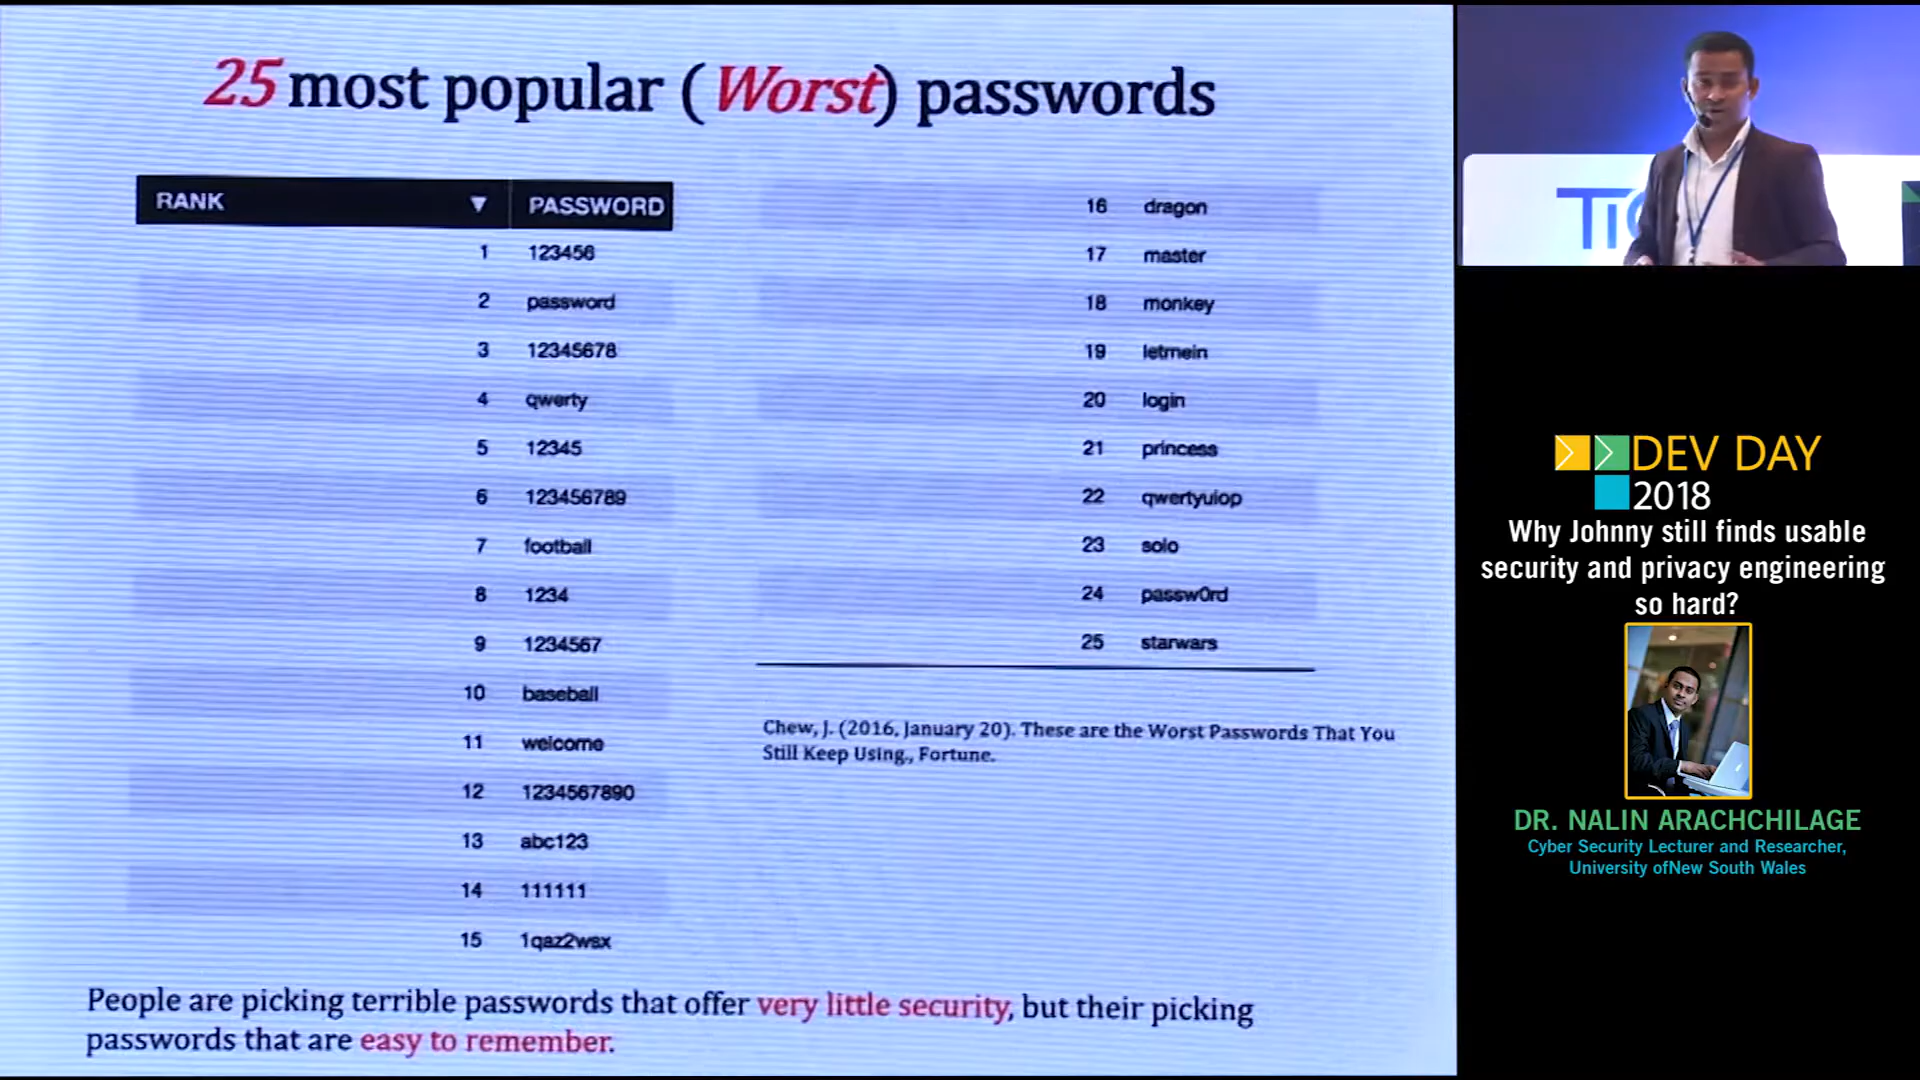 25 most popular (Worst) passwords
RANK ▼ PASSWORD
1 123456
2 password
3 12345678
4 qwerty
5 12345
6 123456789
7 football
8 1234
9 1234567
10 baseball
11 welcome
12 1234567890
13 abc123
14 111111
15 1qaz2wsx
16 dragon
17 master
18 monkey
19 letmein
20 login
21 princess
22 qwertyuiop
23 solo
24 passw0rd
25 starwars
Chew, J. (2016, January 20). These are the Worst Passwords That You
Still Keep Using., Fortune.
People are picking terrible passwords that offer very little security, but their picking
passwords that are easy to remember.
DEV DAY
2018
Why Johnny still finds usable
security and privacy engineering
so hard?
DR. NALIN ARACHCHILAGE
Cyber Security Lecturer and Researcher,
University ofNew South Wales